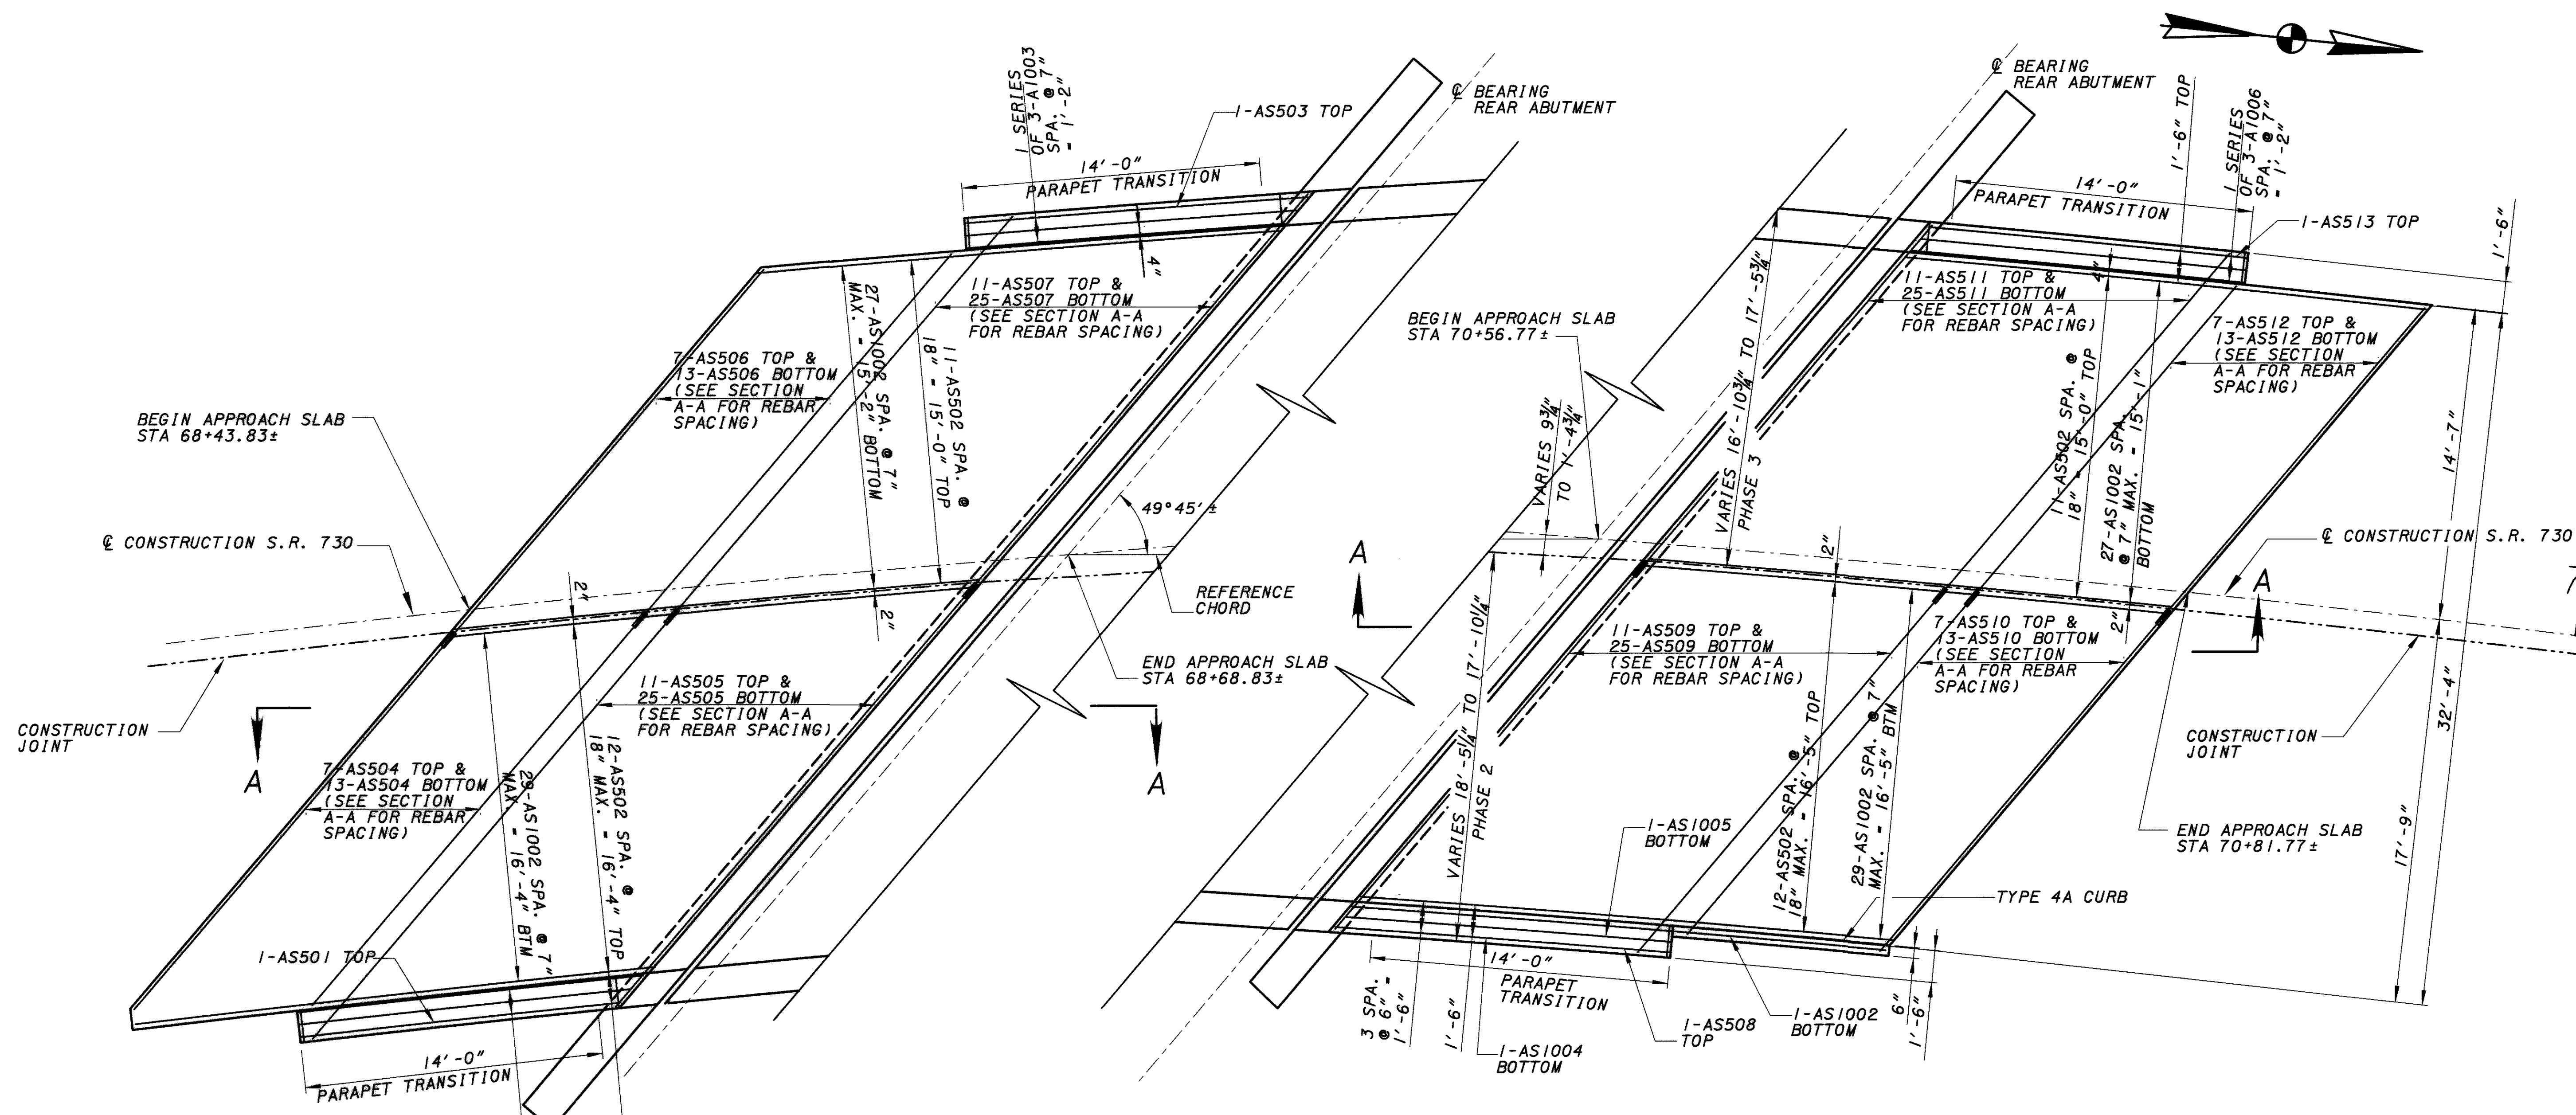 1 SERIES
OF 3-A1003
SPA. @ 7"
= 1'-2"
1-AS503 TOP
14'-0"
PARAPET TRANSITION
4"
℄ BEARING
REAR ABUTMENT
27-AS1002 SPA. @ 7"
MAX. = 15'-2" BOTTOM
11-AS502 SPA. @
18" = 15'-0" TOP
11-AS507 TOP &
25-AS507 BOTTOM
(SEE SECTION A-A
FOR REBAR SPACING)
7-AS506 TOP &
13-AS506 BOTTOM
(SEE SECTION
A-A FOR REBAR
SPACING)
BEGIN APPROACH SLAB
STA 68+43.83±
℄ CONSTRUCTION S.R. 730
49°45'±
REFERENCE
CHORD
2"
2"
END APPROACH SLAB
STA 68+68.83±
CONSTRUCTION
JOINT
A
A
11-AS505 TOP &
25-AS505 BOTTOM
(SEE SECTION A-A
FOR REBAR SPACING)
7-AS504 TOP &
13-AS504 BOTTOM
(SEE SECTION
A-A FOR REBAR
SPACING)
29-AS1002 SPA. @ 7"
MAX. = 16'-4" BTM
12-AS502 SPA. @
18" MAX. = 16'-4" TOP
1-AS501 TOP
14'-0"
PARAPET TRANSITION
℄ BEARING
REAR ABUTMENT
1'-6" TOP
1 SERIES
OF 3-A1006
SPA. @ 7"
= 1'-2"
14'-0"
PARAPET TRANSITION
1-AS513 TOP
1'-6"
4"
11-AS511 TOP &
25-AS511 BOTTOM
(SEE SECTION A-A
FOR REBAR SPACING)
7-AS512 TOP &
13-AS512 BOTTOM
(SEE SECTION
A-A FOR REBAR
SPACING)
BEGIN APPROACH SLAB
STA 70+56.77±
VARIES 9¾"
TO 1'-4¾"
VARIES 16'-10¾" TO 17'-5¾"
PHASE 3
11-AS502 SPA. @
18" = 15'-0" TOP
27-AS1002 SPA.
@ 7" MAX. = 15'-1"
BOTTOM
14'-7"
32'-4"
17'-9"
℄ CONSTRUCTION S.R. 730
A
A
2"
2"
11-AS509 TOP &
25-AS509 BOTTOM
(SEE SECTION A-A
FOR REBAR SPACING)
7-AS510 TOP &
13-AS510 BOTTOM
(SEE SECTION
A-A FOR REBAR
SPACING)
CONSTRUCTION
JOINT
VARIES 18'-5¼" TO 17'-10¼"
PHASE 2
12-AS502 SPA. @
18" MAX. = 16'-5" TOP
29-AS1002 SPA. @ 7"
MAX. = 16'-5" BTM
1-AS1005
BOTTOM
END APPROACH SLAB
STA 70+81.77±
TYPE 4A CURB
3 SPA.
@ 6" =
1'-6"
1'-6"
14'-0"
PARAPET
TRANSITION
1-AS1004
BOTTOM
1-AS508
TOP
1-AS1002
BOTTOM
6"
1'-6"